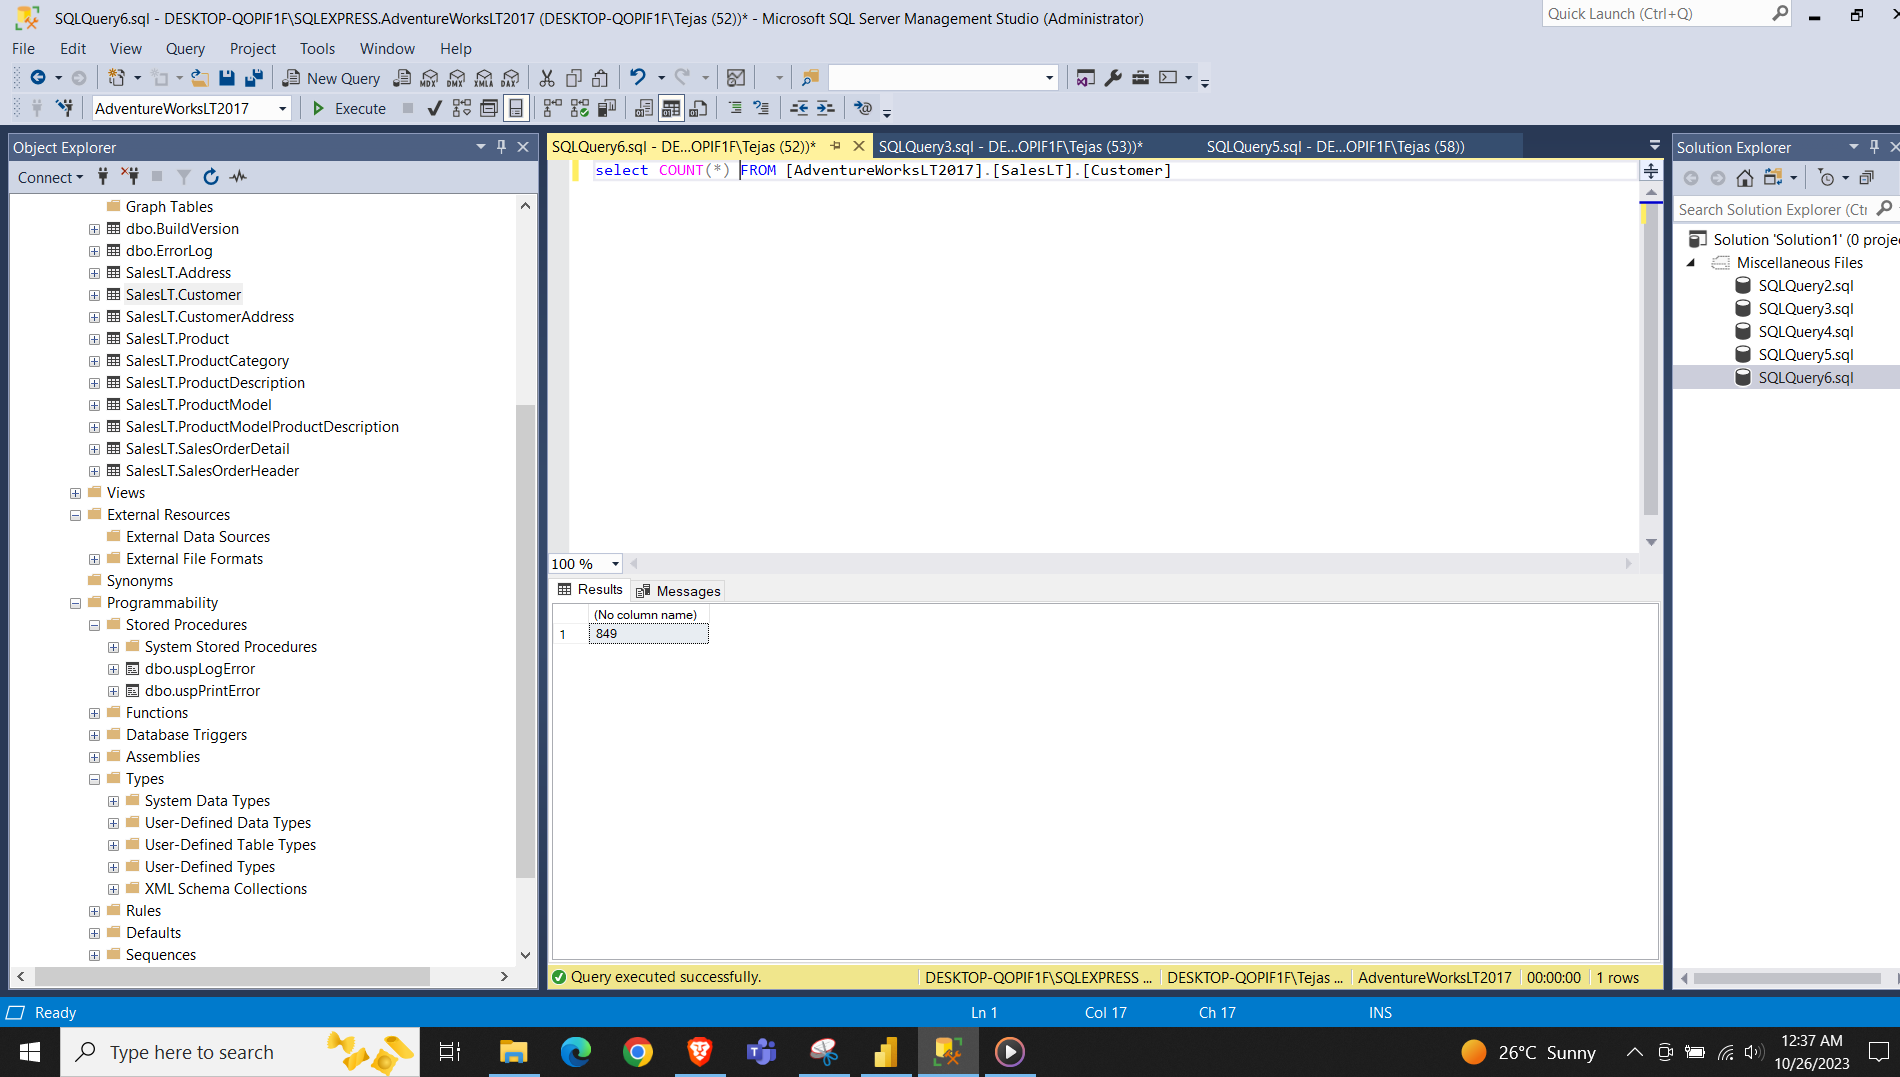 SQLQuery6.sql - DESKTOP-QOPIF1F\SQLEXPRESS.AdventureWorksLT2017 (DESKTOP-QOPIF1F\Tejas (52))* - Microsoft SQL Server Management Studio (Administrator)
Quick Launch (Ctrl+Q)
File Edit View Query Project Tools Window Help
New Query MDX DMX XMLA DAX
AdventureWorksLT2017 Execute
Object Explorer
Connect
Graph Tables
dbo.BuildVersion
dbo.ErrorLog
SalesLT.Address
SalesLT.Customer
SalesLT.CustomerAddress
SalesLT.Product
SalesLT.ProductCategory
SalesLT.ProductDescription
SalesLT.ProductModel
SalesLT.ProductModelProductDescription
SalesLT.SalesOrderDetail
SalesLT.SalesOrderHeader
Views
External Resources
External Data Sources
External File Formats
Synonyms
Programmability
Stored Procedures
System Stored Procedures
dbo.uspLogError
dbo.uspPrintError
Functions
Database Triggers
Assemblies
Types
System Data Types
User-Defined Data Types
User-Defined Table Types
User-Defined Types
XML Schema Collections
Rules
Defaults
Sequences
SQLQuery6.sql - DE...OPIF1F\Tejas (52))* SQLQuery3.sql - DE...OPIF1F\Tejas (53))* SQLQuery5.sql - DE...OPIF1F\Tejas (58))
select COUNT(*) FROM [AdventureWorksLT2017].[SalesLT].[Customer]
100 %
Results Messages
(No column name)
1 849
Query executed successfully. DESKTOP-QOPIF1F\SQLEXPRESS ... DESKTOP-QOPIF1F\Tejas ... AdventureWorksLT2017 00:00:00 1 rows
Solution Explorer
Search Solution Explorer (Ctr
Solution 'Solution1' (0 proje
Miscellaneous Files
SQLQuery2.sql
SQLQuery3.sql
SQLQuery4.sql
SQLQuery5.sql
SQLQuery6.sql
Ready Ln 1 Col 17 Ch 17 INS
Type here to search
26°C Sunny
12:37 AM
10/26/2023